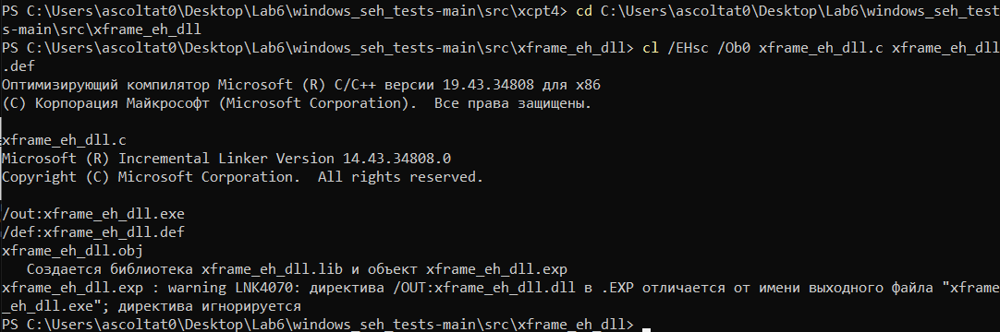 PS C:\Users\ascoltat0\Desktop\Lab6\windows_seh_tests-main\src\xcpt4> cd C:\Users\ascoltat0\Desktop\Lab6\windows_seh_test
s-main\src\xframe_eh_dll
PS C:\Users\ascoltat0\Desktop\Lab6\windows_seh_tests-main\src\xframe_eh_dll> cl /EHsc /Ob0 xframe_eh_dll.c xframe_eh_dll
.def
Оптимизирующий компилятор Microsoft (R) C/C++ версии 19.43.34808 для x86
(C) Корпорация Майкрософт (Microsoft Corporation).  Все права защищены.

xframe_eh_dll.c
Microsoft (R) Incremental Linker Version 14.43.34808.0
Copyright (C) Microsoft Corporation.  All rights reserved.

/out:xframe_eh_dll.exe
/def:xframe_eh_dll.def
xframe_eh_dll.obj
   Создается библиотека xframe_eh_dll.lib и объект xframe_eh_dll.exp
xframe_eh_dll.exp : warning LNK4070: директива /OUT:xframe_eh_dll.dll в .EXP отличается от имени выходного файла "xframe
_eh_dll.exe"; директива игнорируется
PS C:\Users\ascoltat0\Desktop\Lab6\windows_seh_tests-main\src\xframe_eh_dll>